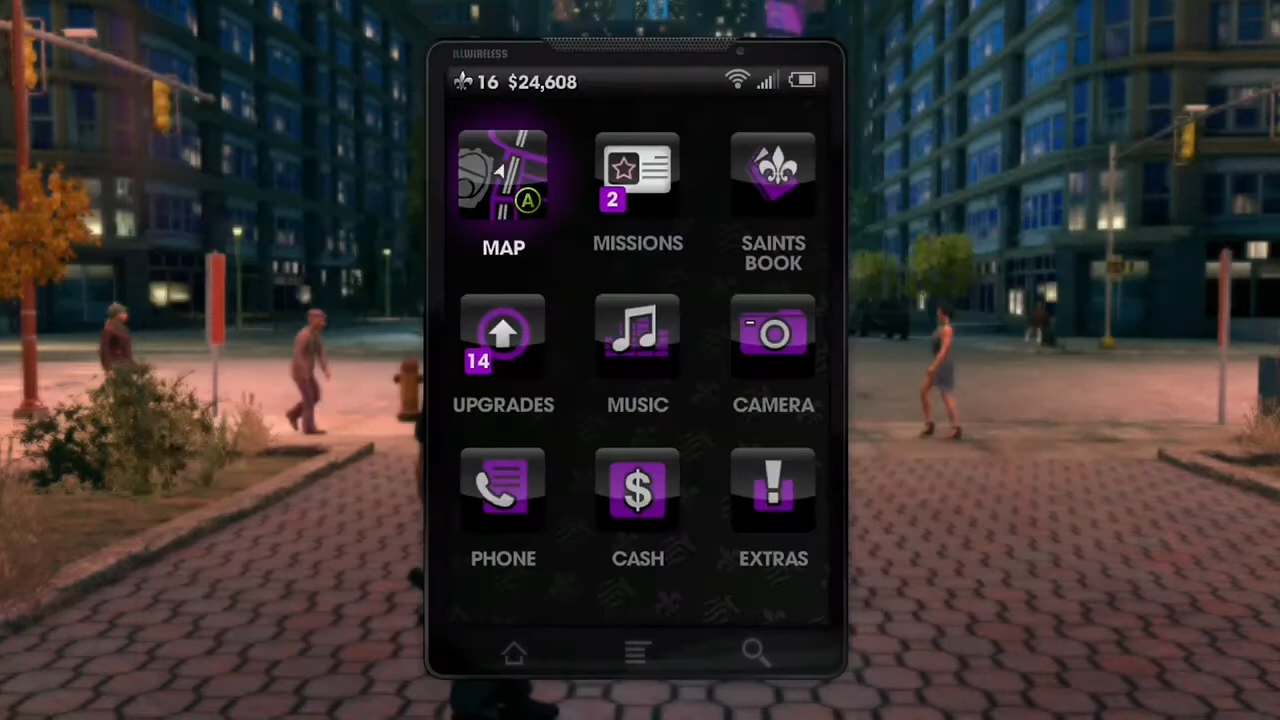 ILLWIRELESS
16 $24,608
A
MAP
2
MISSIONS
SAINTS
BOOK
14
UPGRADES
MUSIC
CAMERA
PHONE
$
CASH
!
EXTRAS